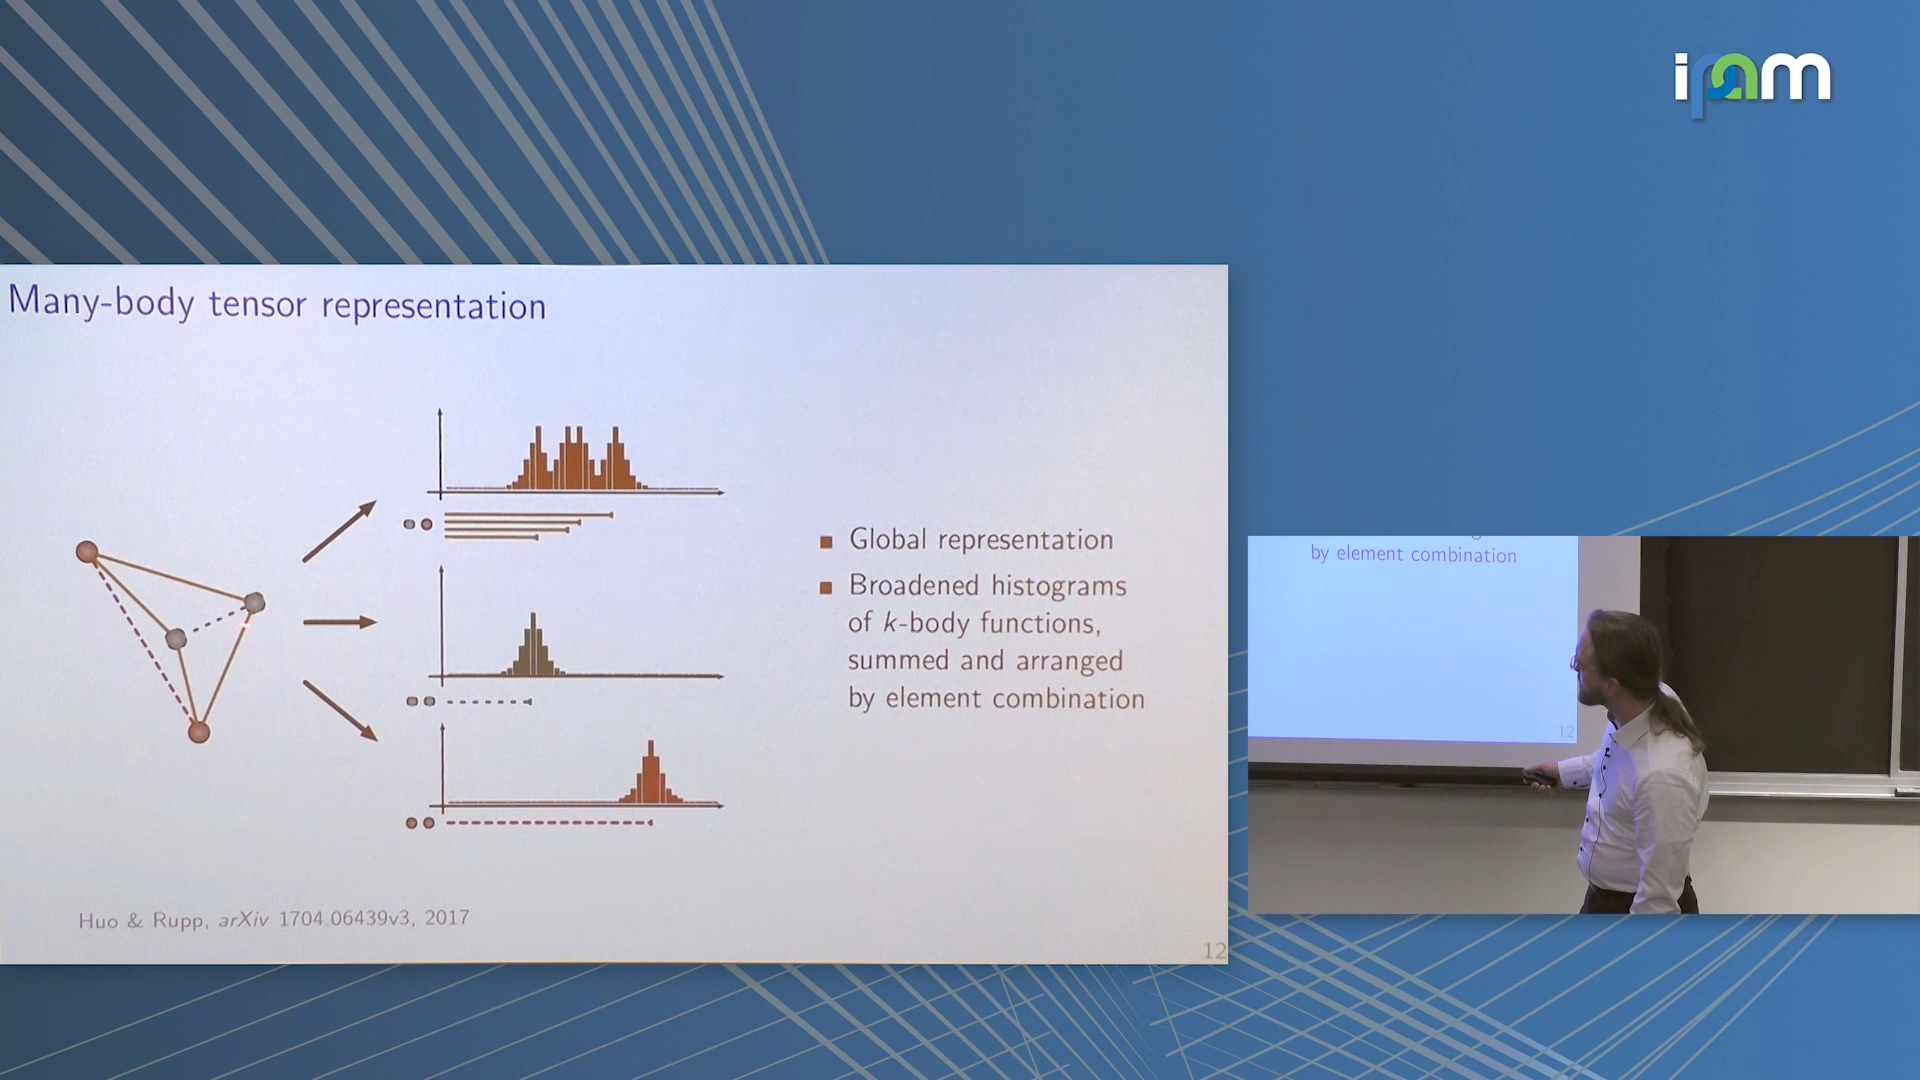 ipam
Many-body tensor representation
Global representation
Broadened histograms
of k-body functions,
summed and arranged
by element combination
Huo & Rupp, arXiv 1704.06439v3, 2017
12
by element combination
12